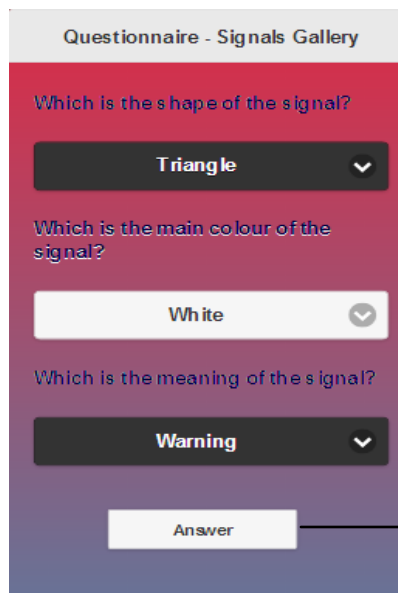 Questionnaire - Signals Gallery
Which is the shape of the signal?
Triangle
Which is the main colour of the
signal?
White
Which is the meaning of the signal?
Warning
Answer